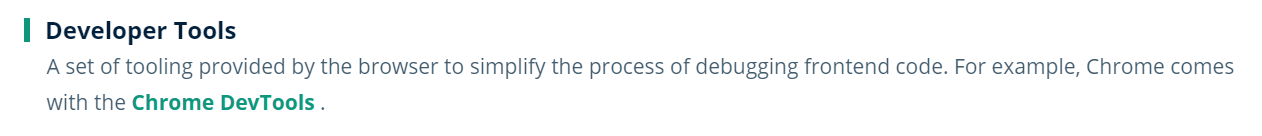 Developer Tools
A set of tooling provided by the browser to simplify the process of debugging frontend code. For example, Chrome comes
with the Chrome DevTools .